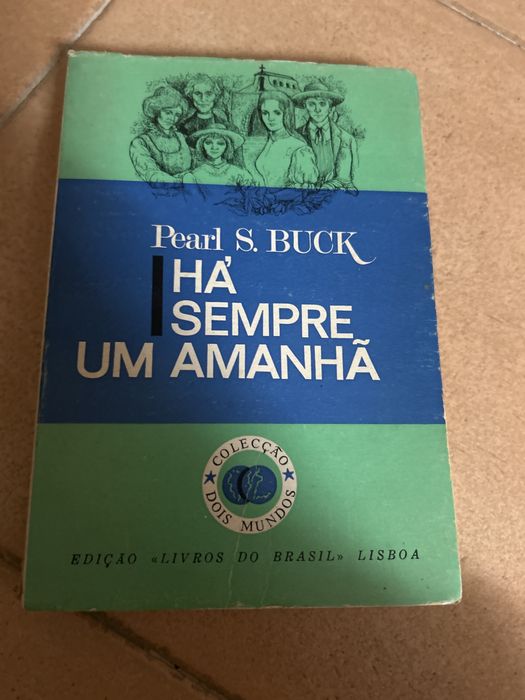 Pearl S. BUCK
HÁ
SEMPRE
UM AMANHÃ
COLECÇÃO
DOIS MUNDOS
EDIÇÃO «LIVROS DO BRASIL» LISBOA